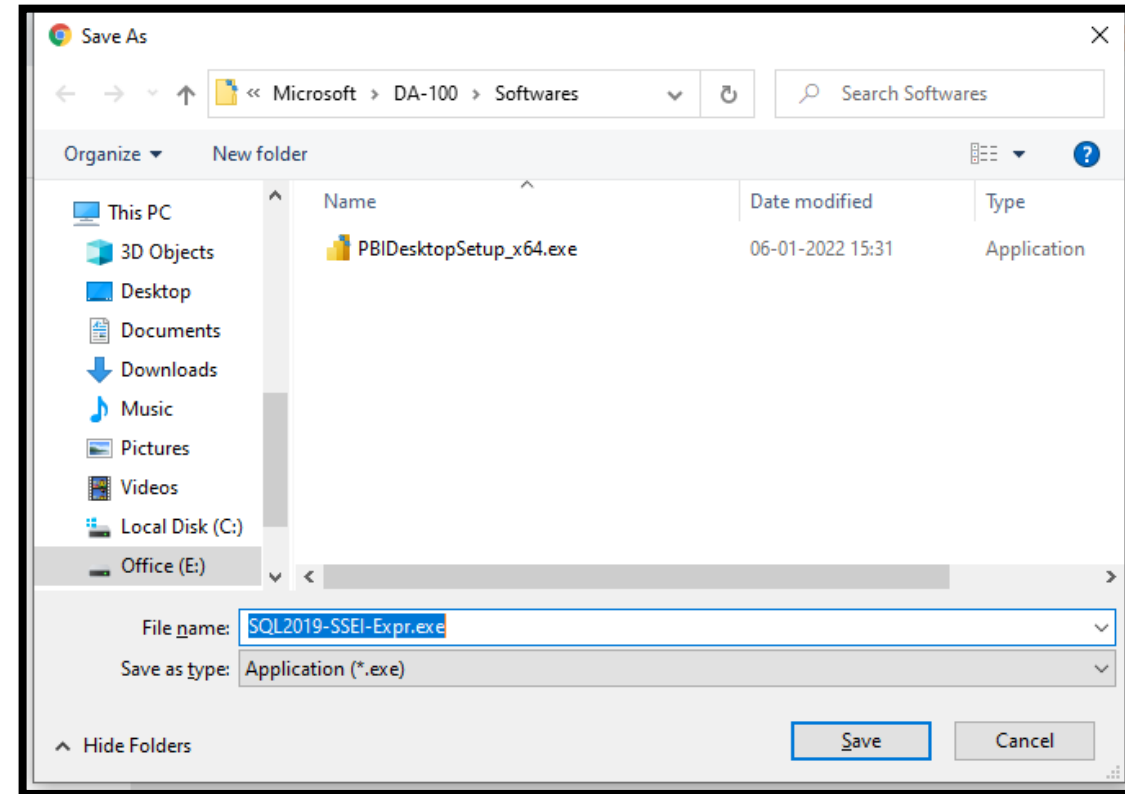 Save As
« Microsoft › DA-100 › Softwares
Search Softwares
Organize
New folder
?
Name
Date modified
Type
This PC
3D Objects
Desktop
Documents
Downloads
Music
Pictures
Videos
Local Disk (C:)
Office (E:)
PBIDesktopSetup_x64.exe
06-01-2022 15:31
Application
File name: SQL2019-SSEI-Expr.exe
Save as type: Application (*.exe)
Hide Folders
Save
Cancel